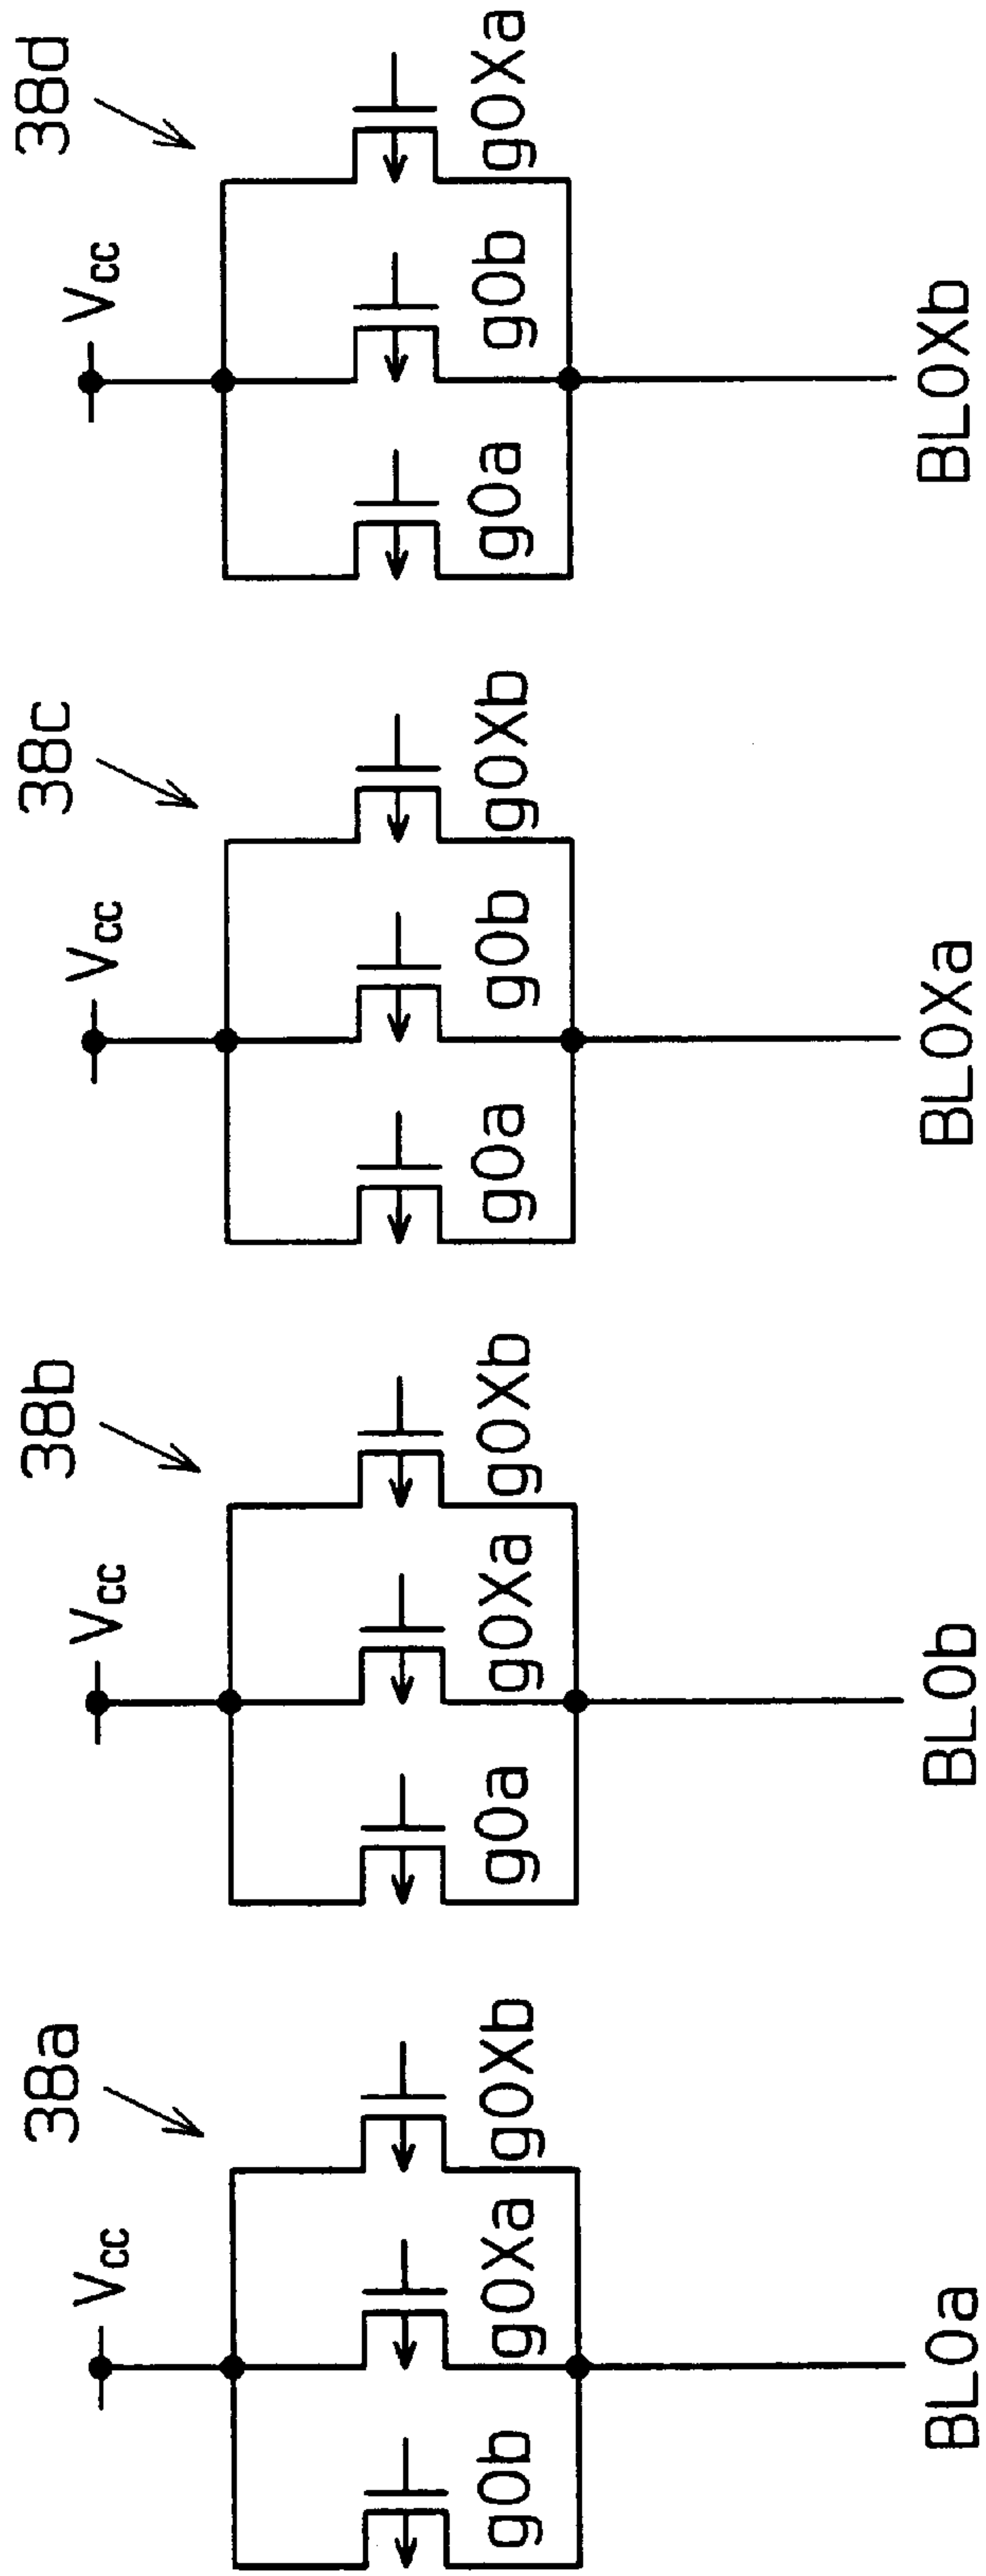 38a
Vcc
g0b
g0Xa
g0Xb
BL0a
38b
Vcc
g0a
g0Xa
g0Xb
BL0b
38c
Vcc
g0a
g0b
g0Xb
BL0Xa
38d
Vcc
g0a
g0b
g0Xa
BL0Xb